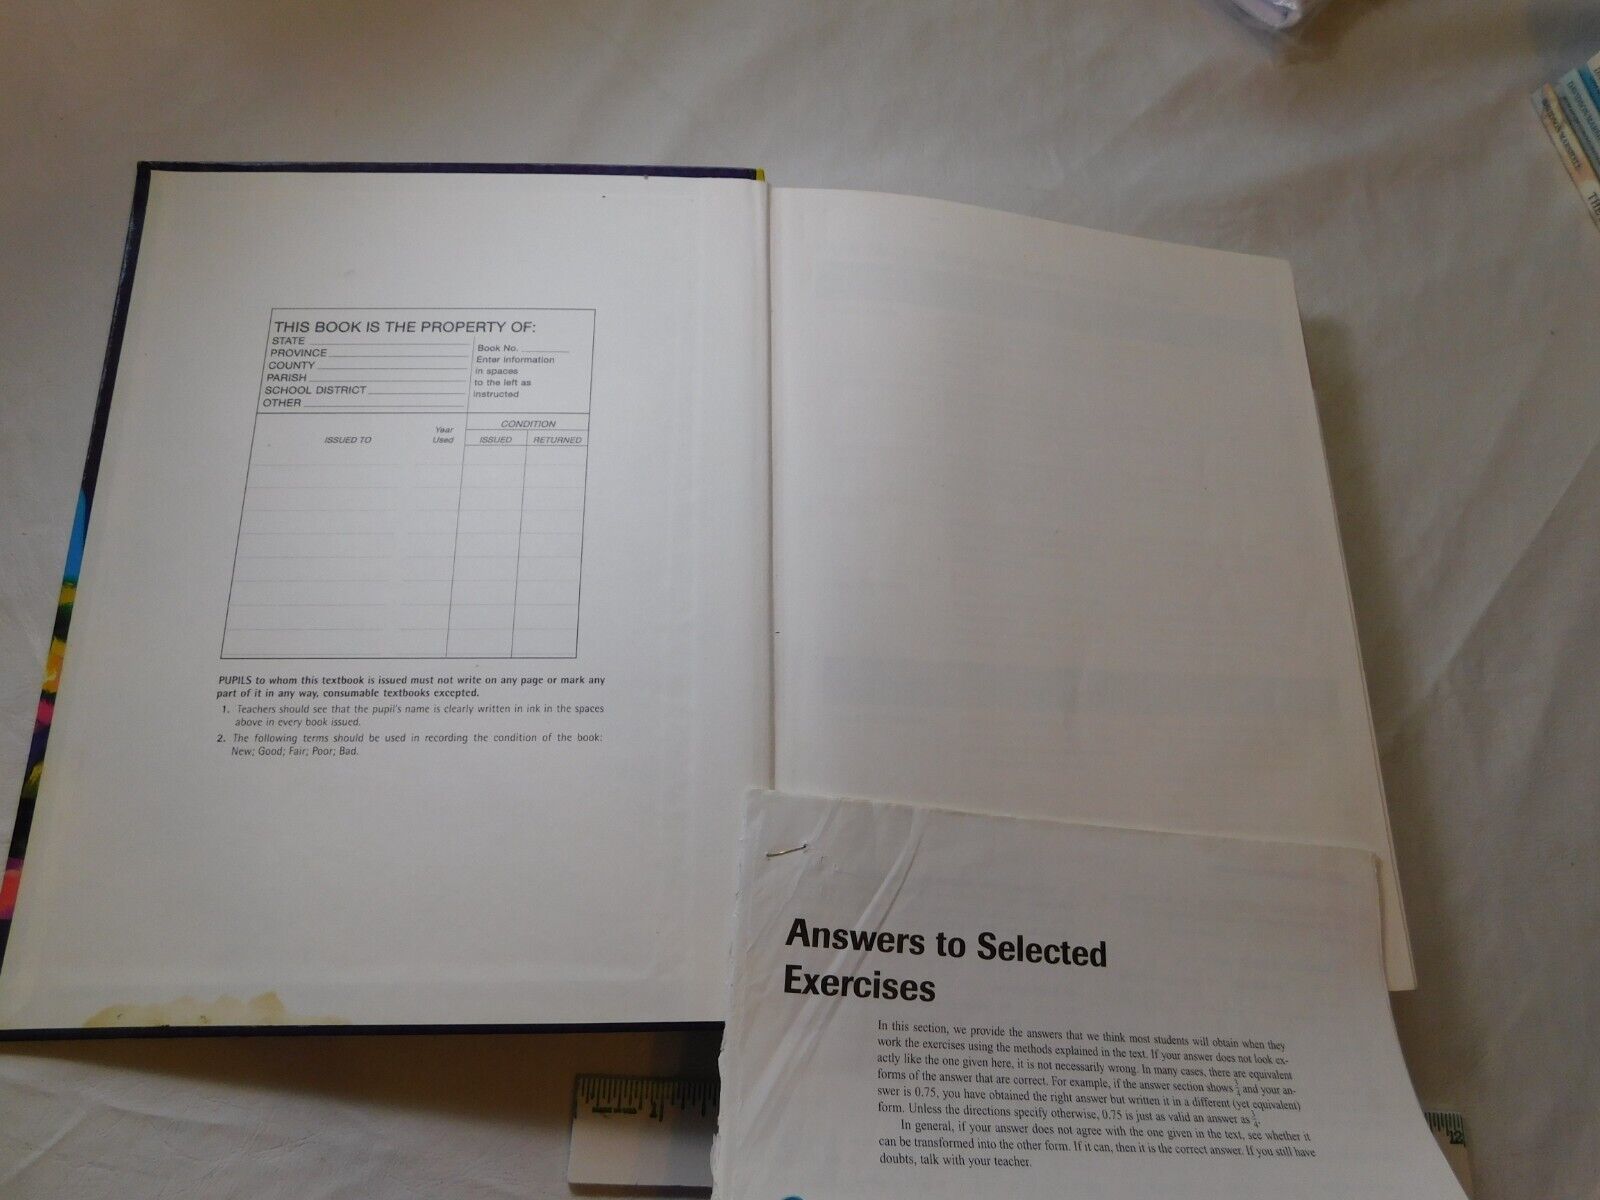 THIS BOOK IS THE PROPERTY OF:
STATE
PROVINCE
COUNTY
PARISH
SCHOOL DISTRICT
OTHER
Book No.
Enter information
in spaces
to the left as
instructed
ISSUED TO
Year
Used
CONDITION
ISSUED
RETURNED
PUPILS to whom this textbook is issued must not write on any page or mark any
part of it in any way, consumable textbooks excepted.
1. Teachers should see that the pupil's name is clearly written in ink in the spaces
above in every book issued.
2. The following terms should be used in recording the condition of the book:
New; Good; Fair; Poor; Bad.
Answers to Selected
Exercises
In this section, we provide the answers that we think most students will obtain when they
work the exercises using the methods explained in the text. If your answer does not look ex-
actly like the one given here, it is not necessarily wrong. In many cases, there are equivalent
forms of the answer that are correct. For example, if the answer section shows 3/4 and your an-
swer is 0.75, you have obtained the right answer but written it in a different (yet equivalent)
form. Unless the directions specify otherwise, 0.75 is just as valid an answer as 3/4.
In general, if your answer does not agree with the one given in the text, see whether it
can be transformed into the other form. If it can, then it is the correct answer. If you still have
doubts, talk with your teacher.
1
12